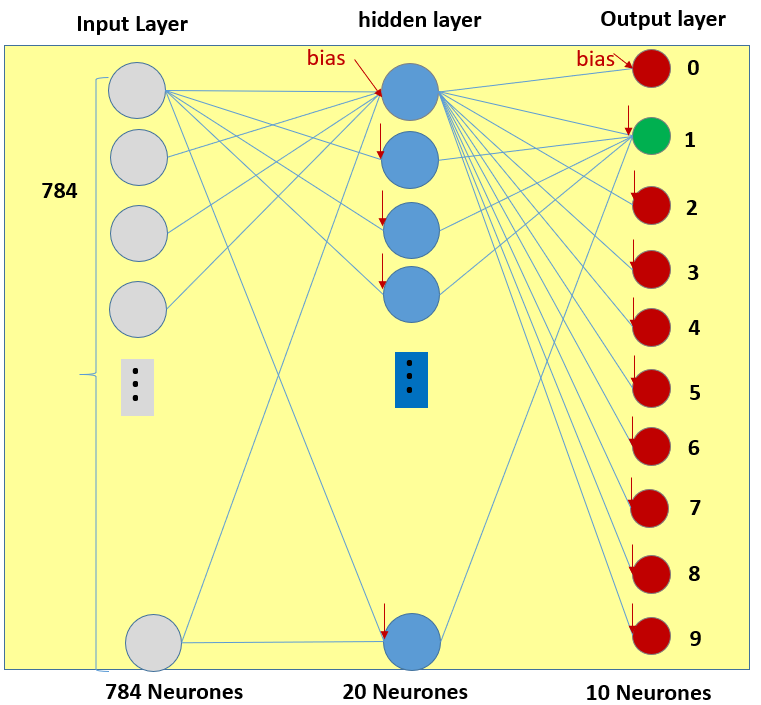 Input Layer
hidden layer
Output layer
bias
bias
0
1
784
2
3
4
5
6
7
8
9
784 Neurones
20 Neurones
10 Neurones